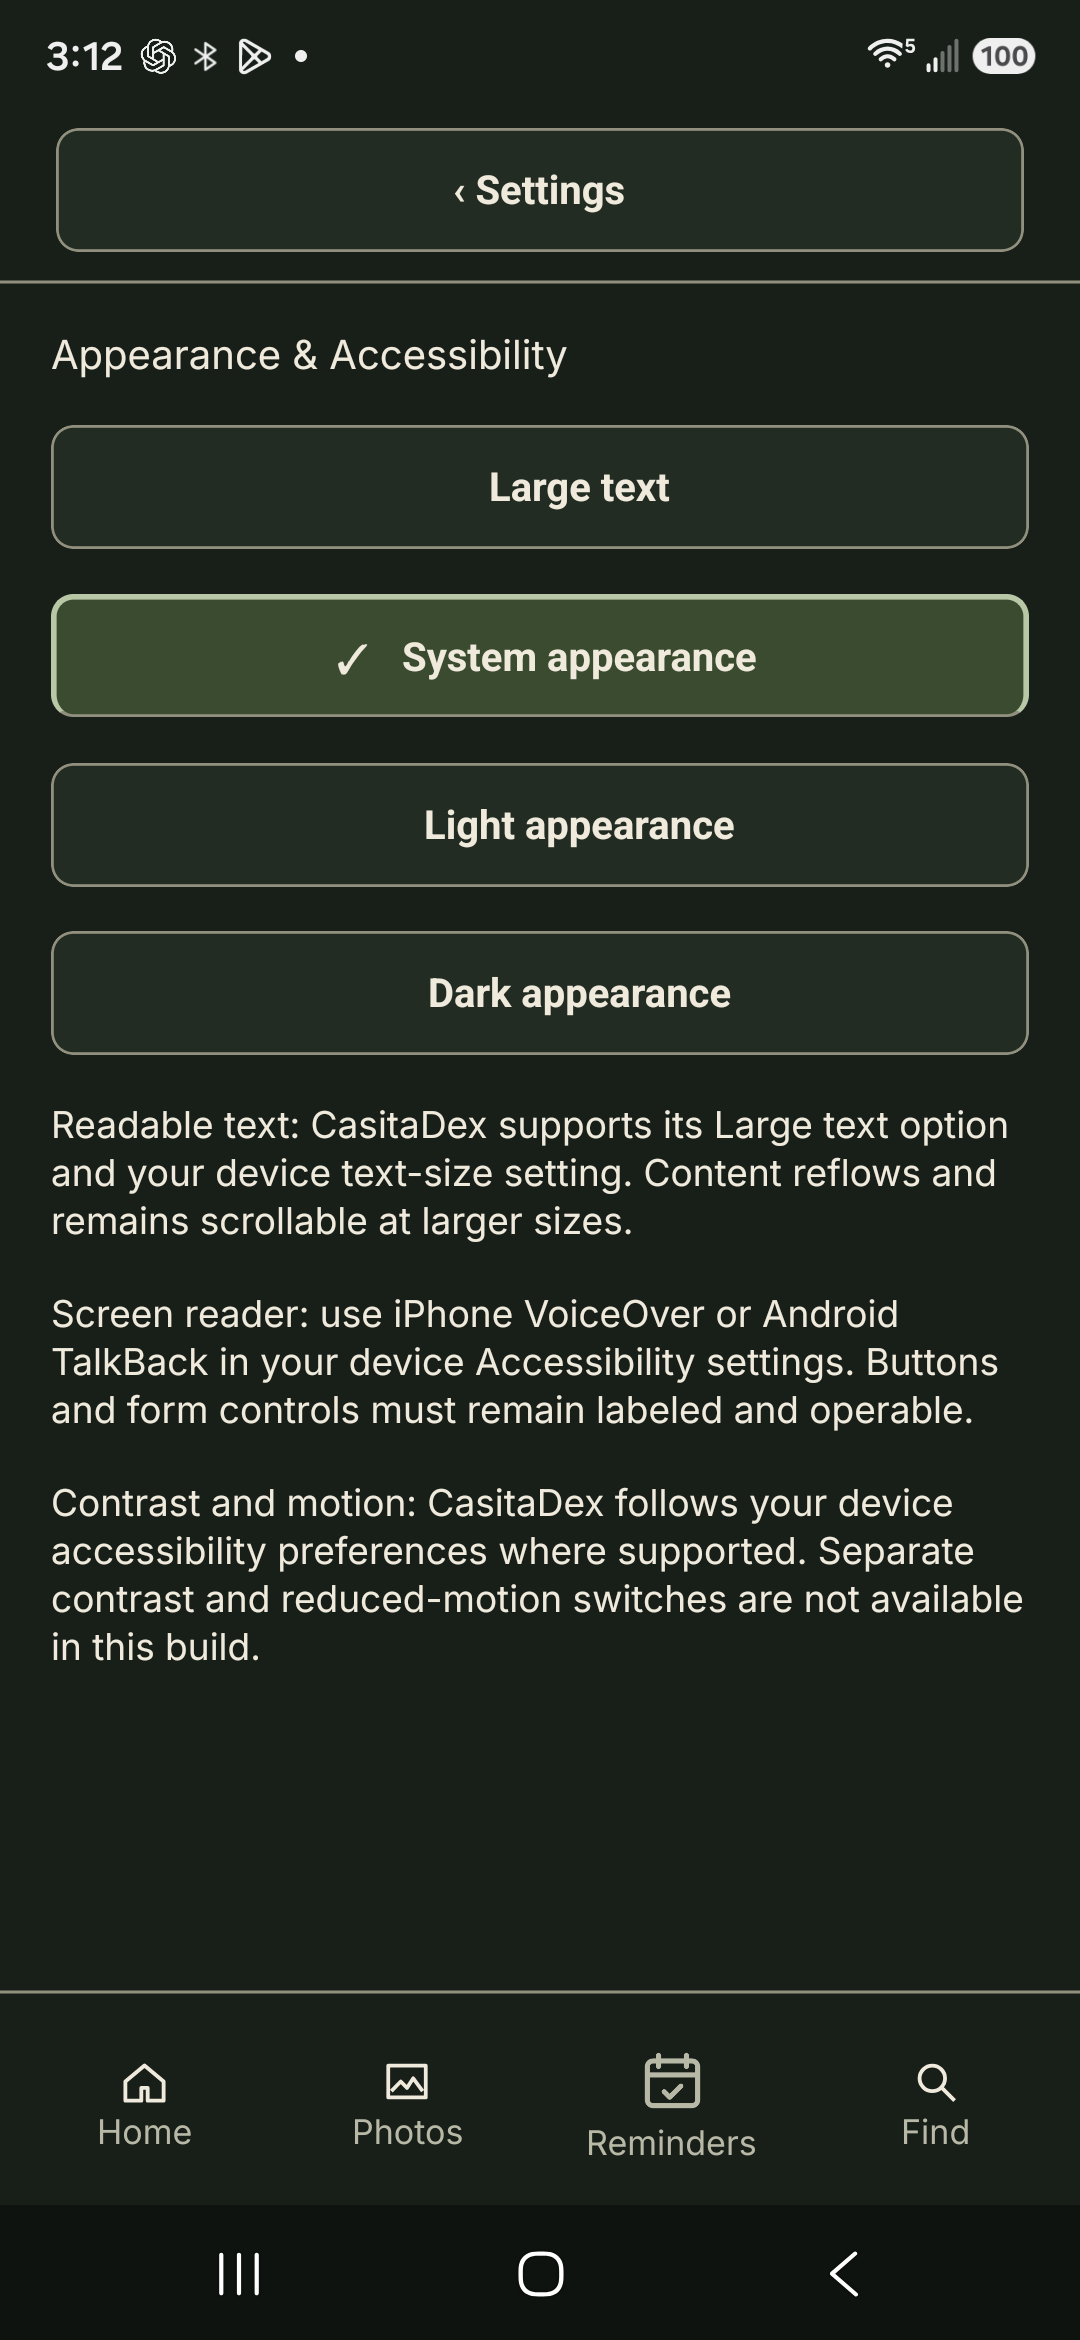 3:12
5
100
‹ Settings
Appearance & Accessibility
Large text
✓ System appearance
Light appearance
Dark appearance
Readable text: CasitaDex supports its Large text option
and your device text-size setting. Content reflows and
remains scrollable at larger sizes.
Screen reader: use iPhone VoiceOver or Android
TalkBack in your device Accessibility settings. Buttons
and form controls must remain labeled and operable.
Contrast and motion: CasitaDex follows your device
accessibility preferences where supported. Separate
contrast and reduced-motion switches are not available
in this build.
Home
Photos
Reminders
Find